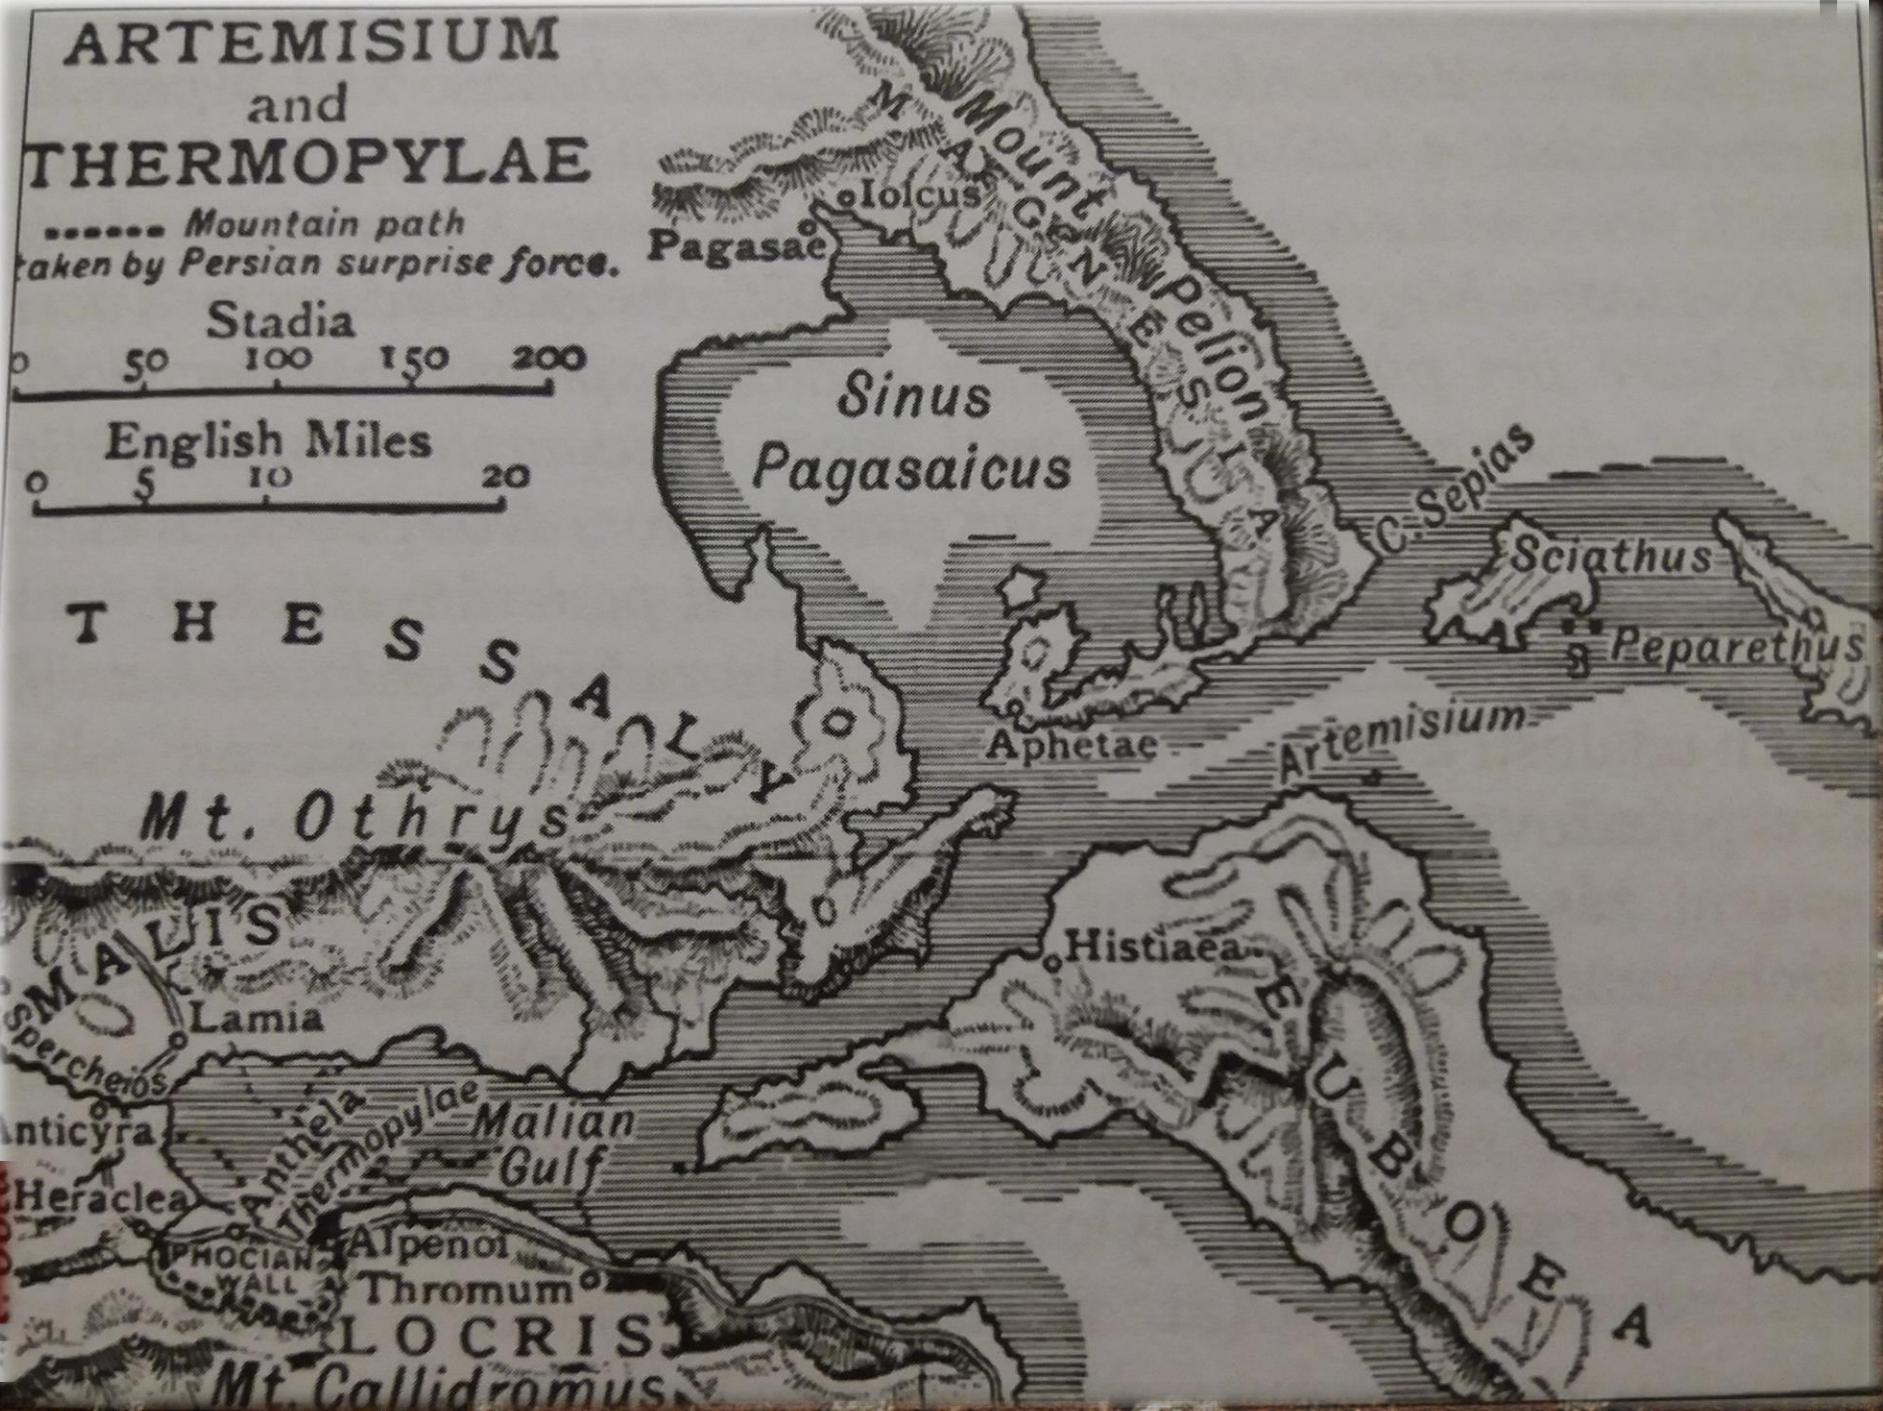 ARTEMISIUM
and
THERMOPYLAE
Mountain path
taken by Persian surprise force.
Stadia
0 50 100 150 200
English Miles
0 5 10 20
MAGNESIA
Mount Pelion
Iolcus
Pagasae
Sinus
Pagasaicus
C. Sepias
Sciathus
Peparethus
THESSALY
Aphetae
Artemisium
Mt. Othrys
MALIS
Histiaea
Lamia
Spercheios
EUBOEA
Anthela
Thermopylae
Malian
Gulf
Anticyra
Heraclea
PHOCIAN
WALL
Alpenoi
Thromum
LOCRIS
Mt. Callidromus